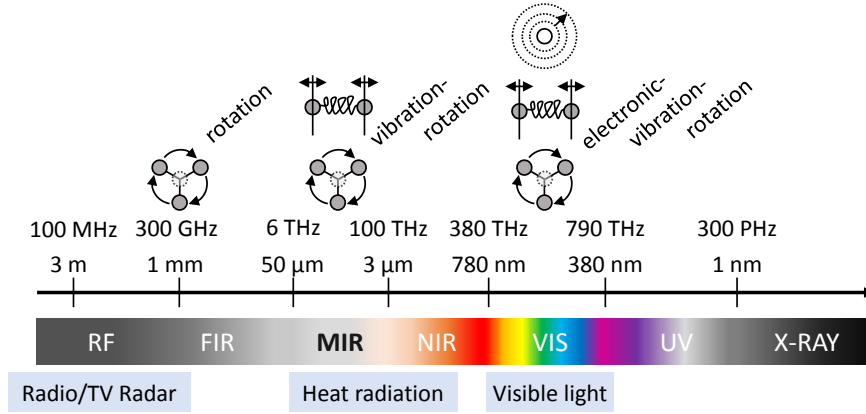 rotation
vibration-
rotation
electronic-
vibration-
rotation
100 MHz 300 GHz 6 THz 100 THz 380 THz 790 THz 300 PHz
3 m 1 mm 50 µm 3 µm 780 nm 380 nm 1 nm
RF FIR MIR NIR VIS UV X-RAY
Radio/TV Radar Heat radiation Visible light